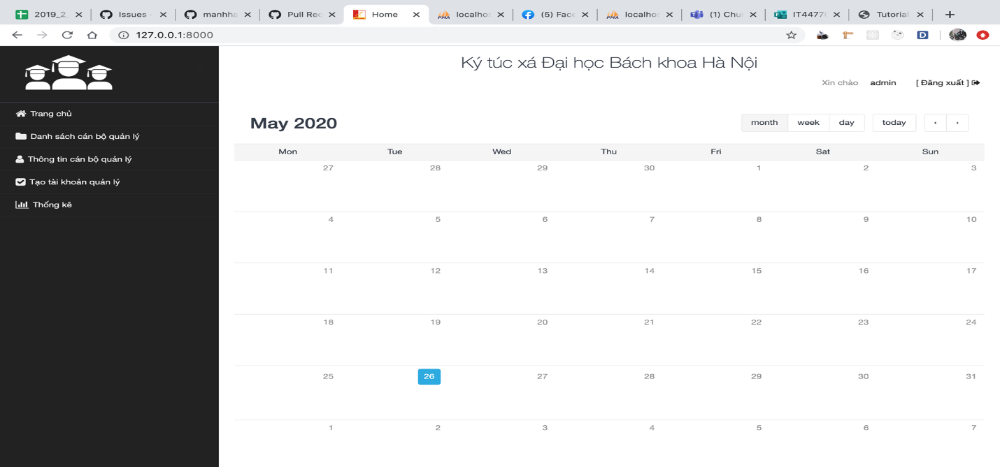 2019_2_ Issues · manhha Pull Rec Home localhos (5) Face localhos (1) Chu IT4477 Tutorial
127.0.0.1:8000
Ký túc xá Đại học Bách khoa Hà Nội
Xin chào admin [ Đăng xuất ]
Trang chủ
Danh sách cán bộ quản lý
Thông tin cán bộ quản lý
Tạo tài khoản quản lý
Thống kê
May 2020 month week day today ‹ ›
Mon Tue Wed Thu Fri Sat Sun
27 28 29 30 1 2 3
4 5 6 7 8 9 10
11 12 13 14 15 16 17
18 19 20 21 22 23 24
25 26 27 28 29 30 31
1 2 3 4 5 6 7